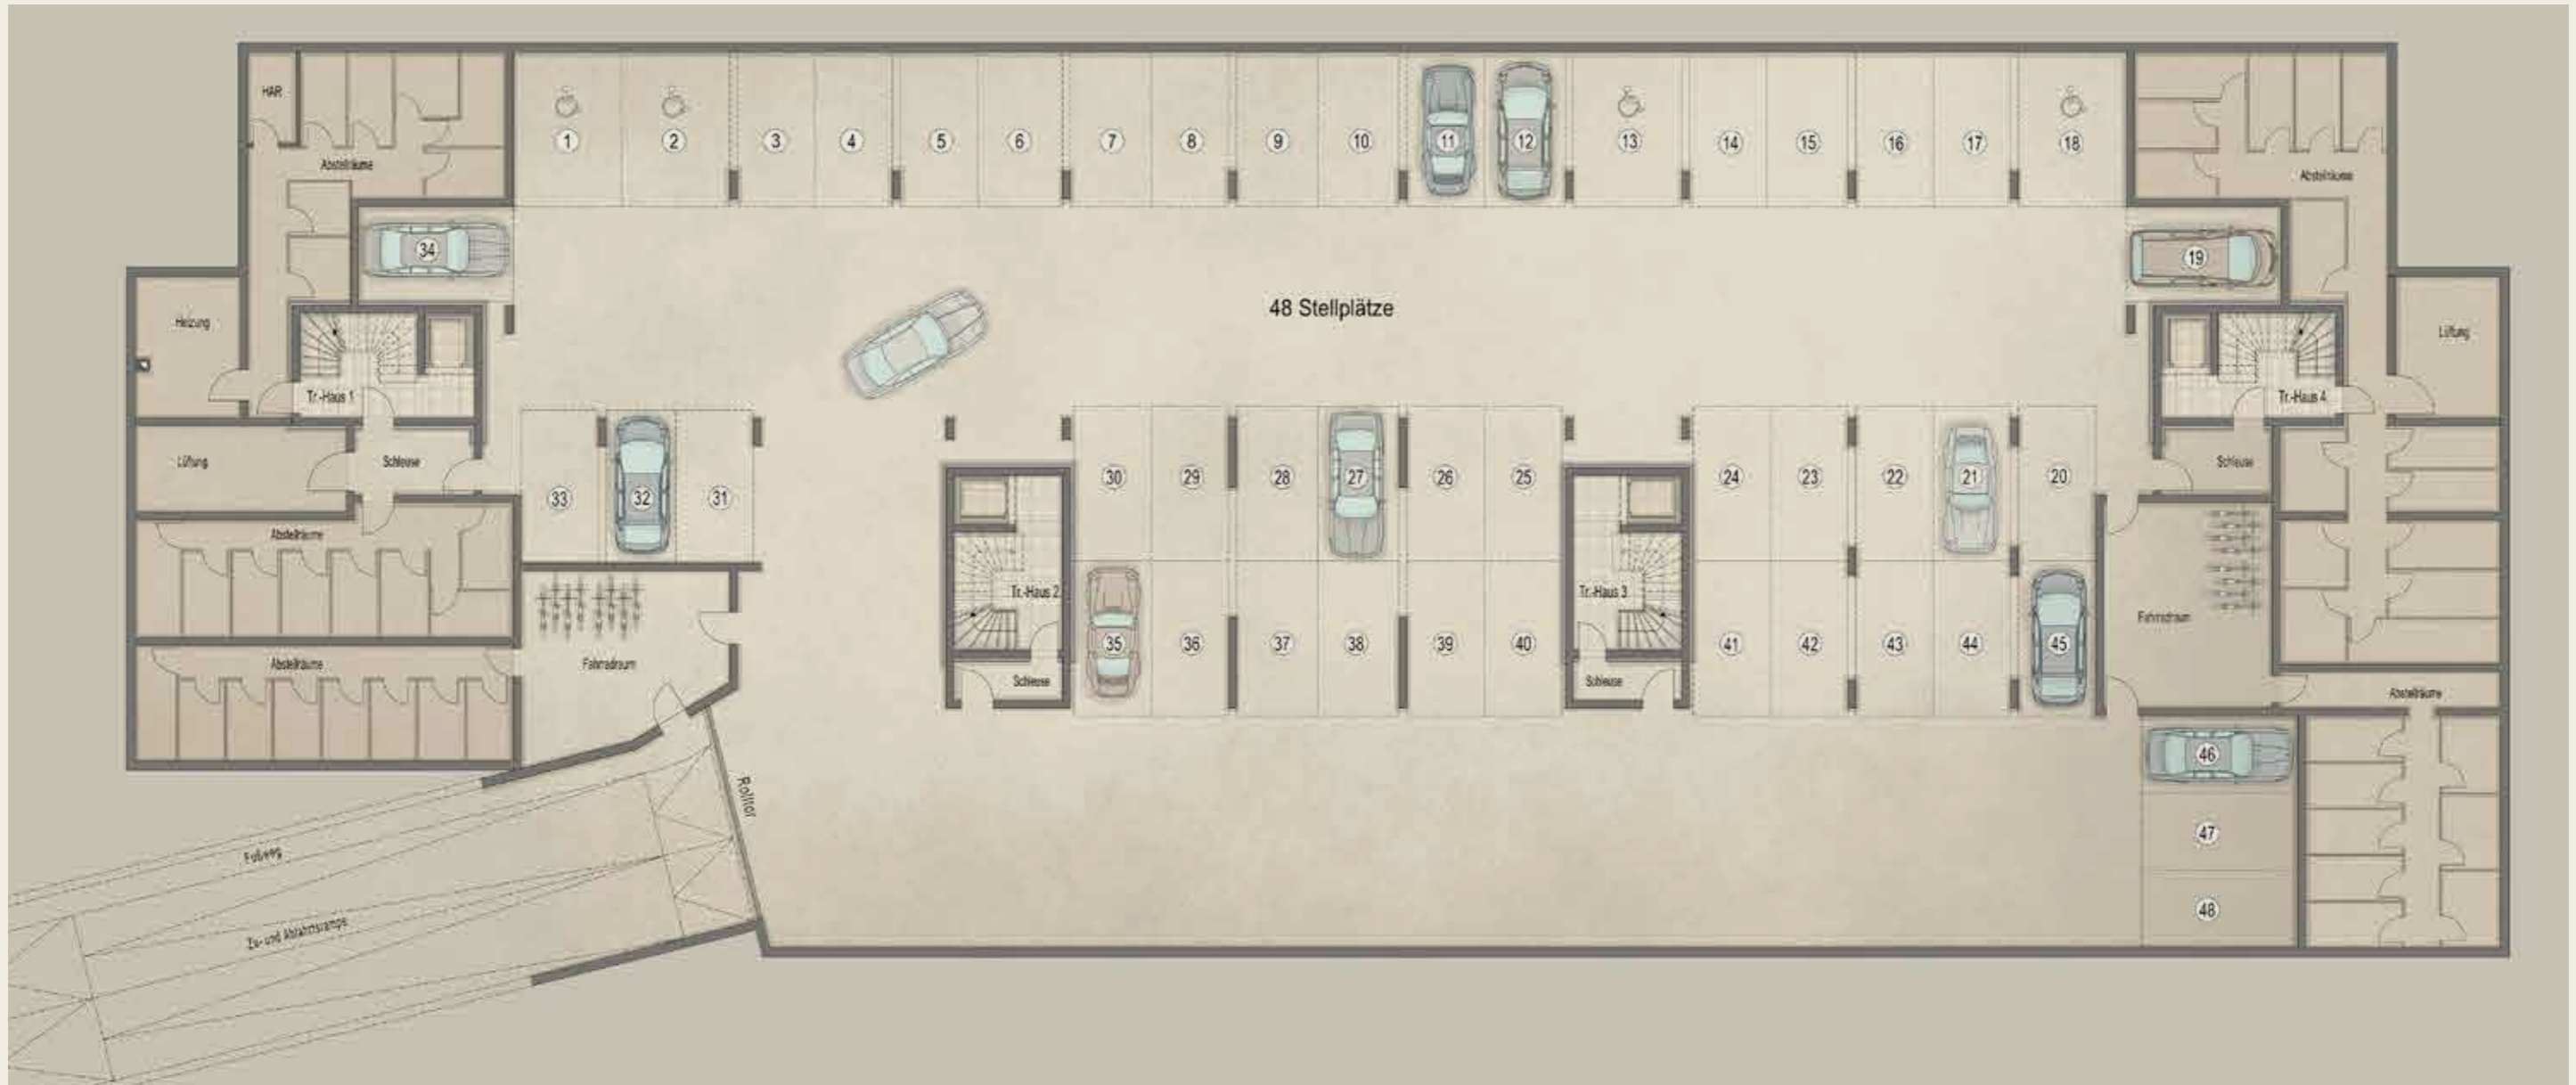 HAR
1
2
3
4
5
6
7
8
9
10
11
12
13
14
15
16
17
18
Abstellräume
Abstellräume
34
19
48 Stellplätze
Heizung
Lüftung
Tr.-Haus 1
Tr.-Haus 4
Lüftung
Schleuse
33
32
31
30
29
28
27
26
25
24
23
22
21
20
Schleuse
Abstellräume
Tr.-Haus 2
Tr.-Haus 3
Fahrradraum
Abstellräume
Fahrradraum
35
36
37
38
39
40
41
42
43
44
45
Schleuse
Schleuse
Abstellräume
46
Rolltor
47
Fußweg
48
Zu- und Abfahrtsrampe